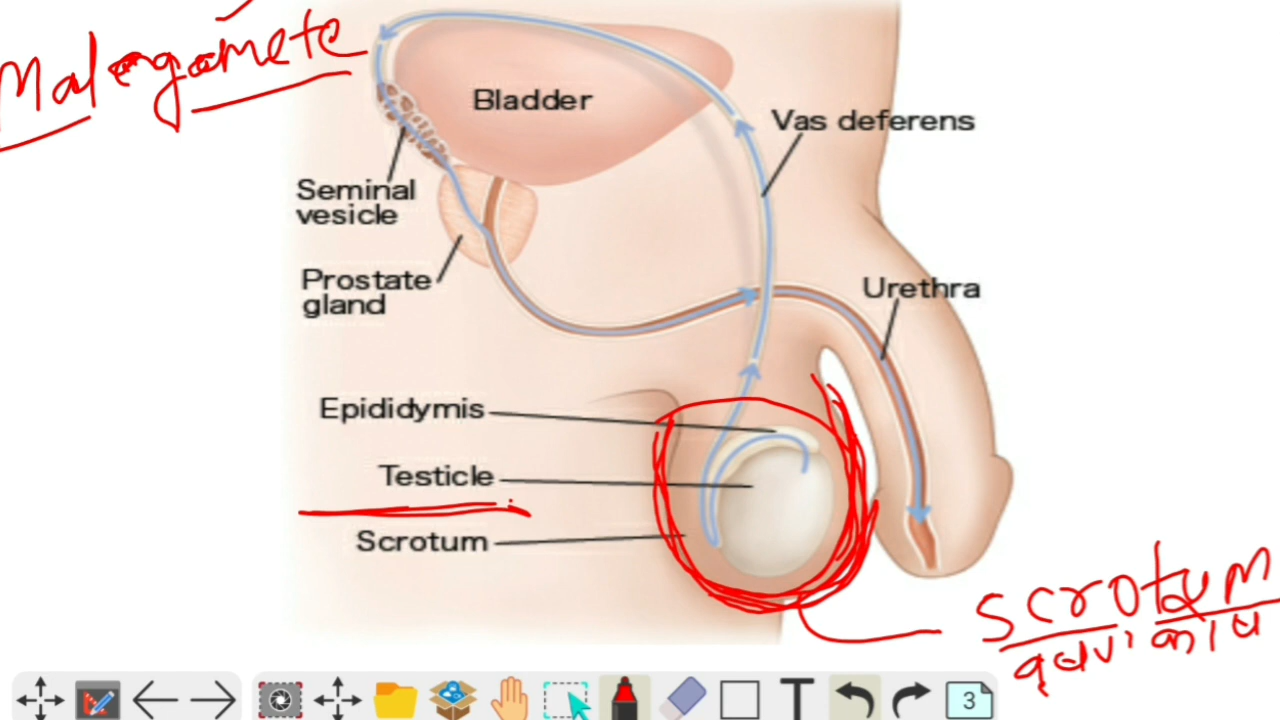 Malegamete
Bladder
Vas deferens
Seminal
vesicle
Prostate
gland
Urethra
Epididymis
Testicle
Scrotum
Scrotum
3